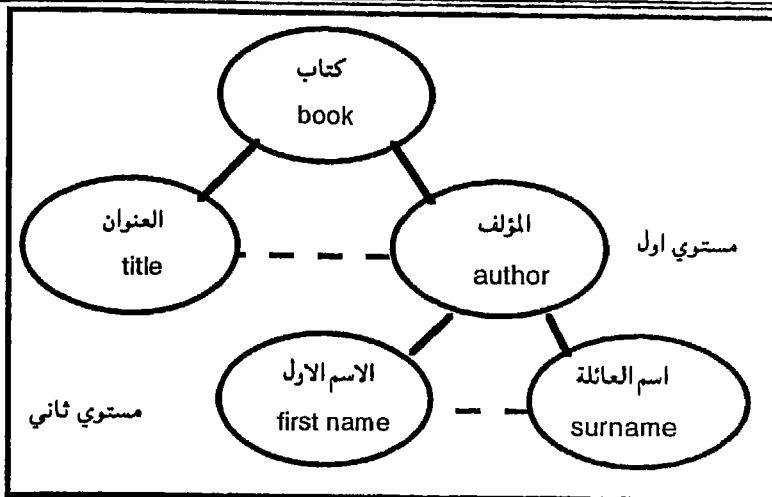 كتاب
book
العنوان
title
المؤلف
author
مستوي اول
الاسم الاول
first name
اسم العائلة
surname
مستوي ثاني